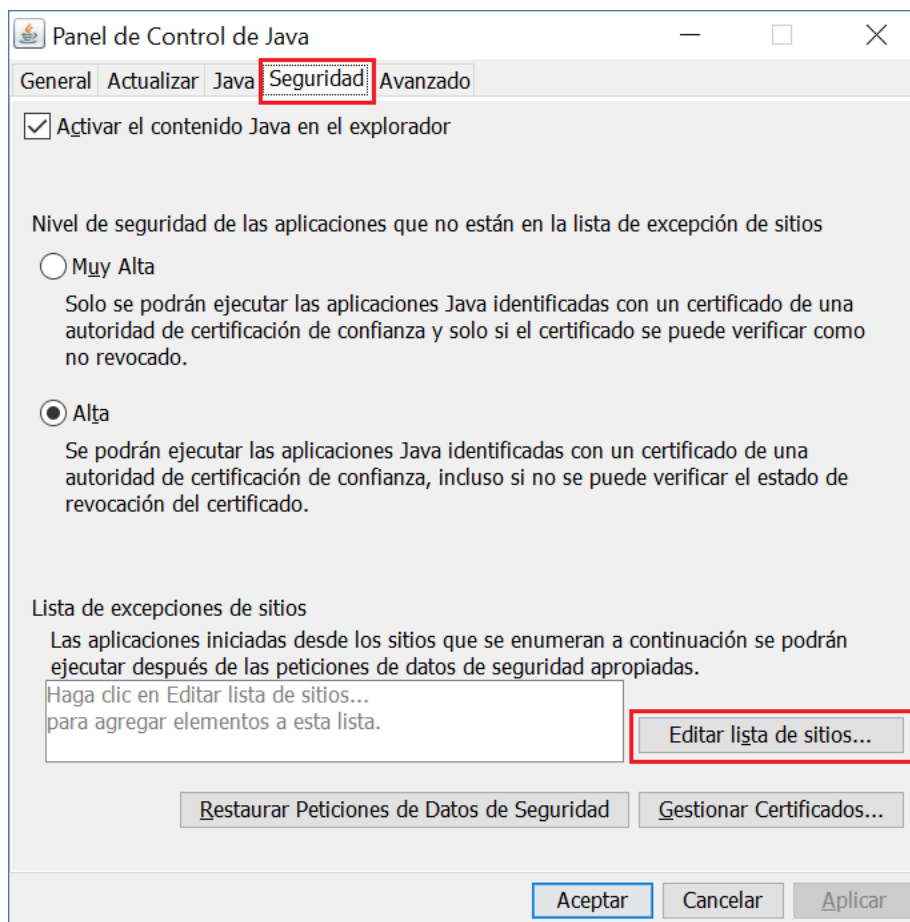 Panel de Control de Java
General Actualizar Java Seguridad Avanzado
Activar el contenido Java en el explorador
Nivel de seguridad de las aplicaciones que no están en la lista de excepción de sitios
Muy Alta
Solo se podrán ejecutar las aplicaciones Java identificadas con un certificado de una
autoridad de certificación de confianza y solo si el certificado se puede verificar como
no revocado.
Alta
Se podrán ejecutar las aplicaciones Java identificadas con un certificado de una
autoridad de certificación de confianza, incluso si no se puede verificar el estado de
revocación del certificado.
Lista de excepciones de sitios
Las aplicaciones iniciadas desde los sitios que se enumeran a continuación se podrán
ejecutar después de las peticiones de datos de seguridad apropiadas.
Haga clic en Editar lista de sitios...
para agregar elementos a esta lista.
Editar lista de sitios...
Restaurar Peticiones de Datos de Seguridad Gestionar Certificados...
Aceptar Cancelar Aplicar